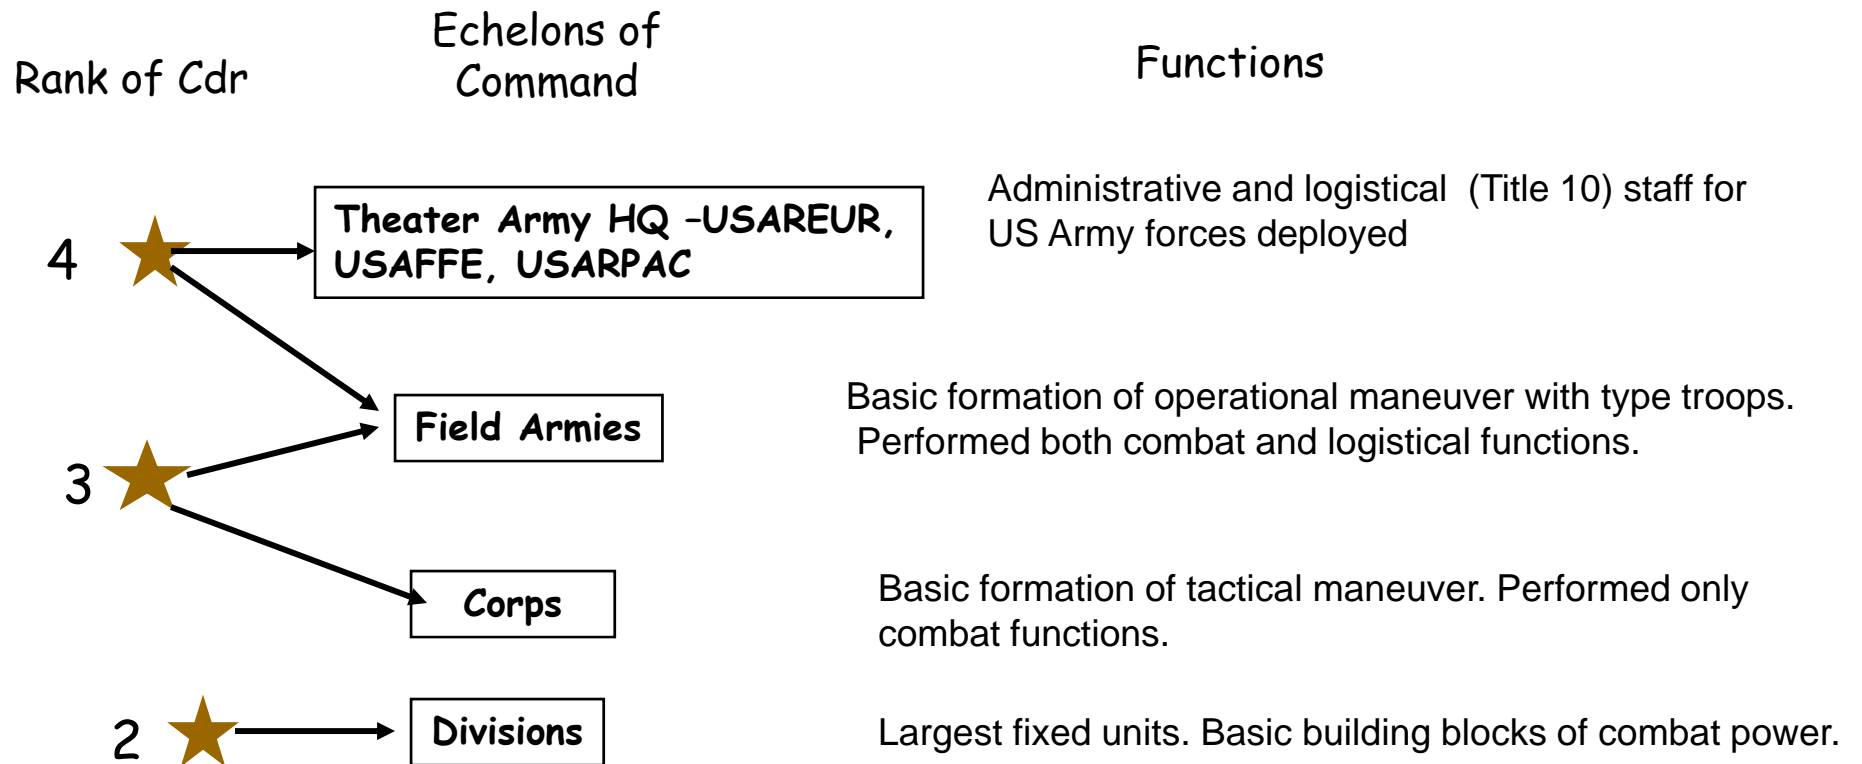 Rank of Cdr
Echelons of
Command
Functions
4
Theater Army HQ –USAREUR,
USAFFE, USARPAC
Administrative and logistical (Title 10) staff for
US Army forces deployed
Field Armies
Basic formation of operational maneuver with type troops.
Performed both combat and logistical functions.
3
Corps
Basic formation of tactical maneuver. Performed only
combat functions.
2
Divisions
Largest fixed units. Basic building blocks of combat power.